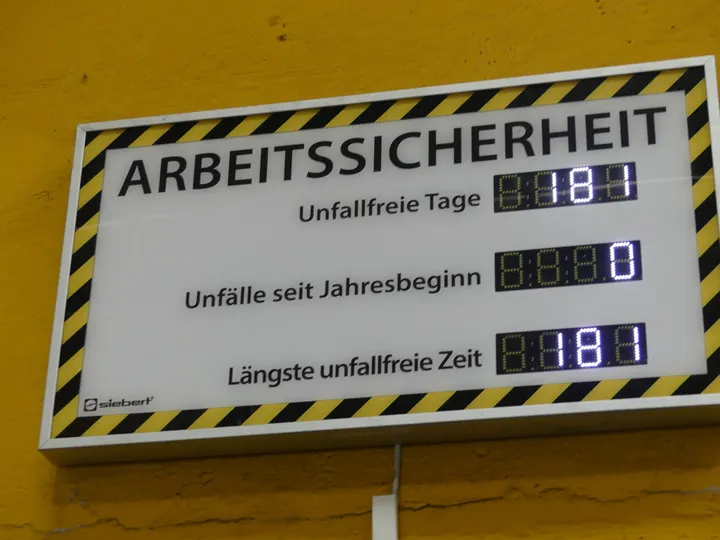 ARBEITSSICHERHEIT
Unfallfreie Tage 181
Unfälle seit Jahresbeginn 0
Längste unfallfreie Zeit 181
siebert